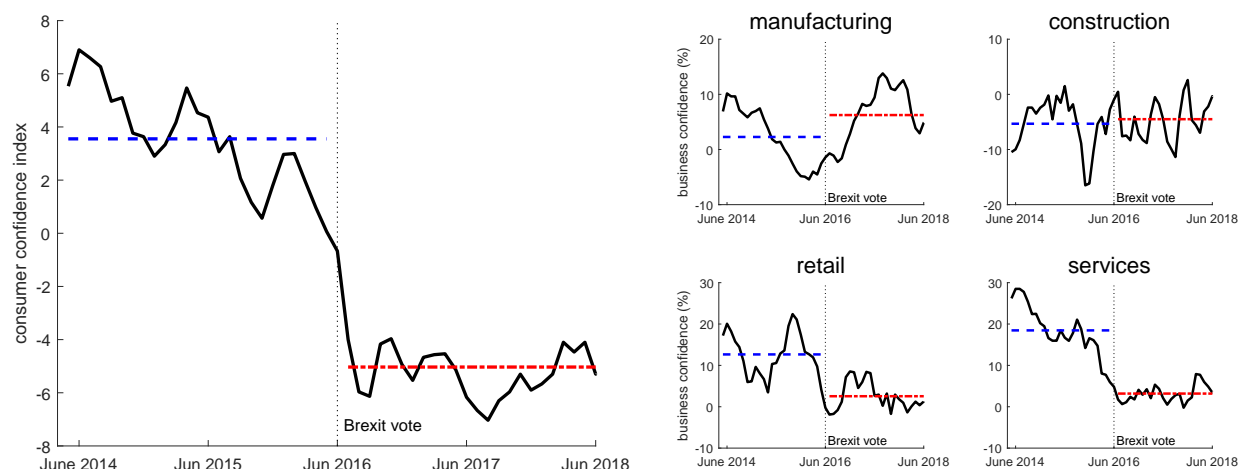 consumer confidence index
8
6
4
2
0
-2
-4
-6
-8
Brexit vote
June 2014 Jun 2015 Jun 2016 Jun 2017 Jun 2018
manufacturing
business confidence (%)
20
10
0
-10
Brexit vote
June 2014 Jun 2016 Jun 2018
construction
10
0
-10
-20
Brexit vote
June 2014 Jun 2016 Jun 2018
retail
business confidence (%)
30
20
10
0
-10
Brexit vote
June 2014 Jun 2016 Jun 2018
services
30
20
10
0
-10
Brexit vote
June 2014 Jun 2016 Jun 2018